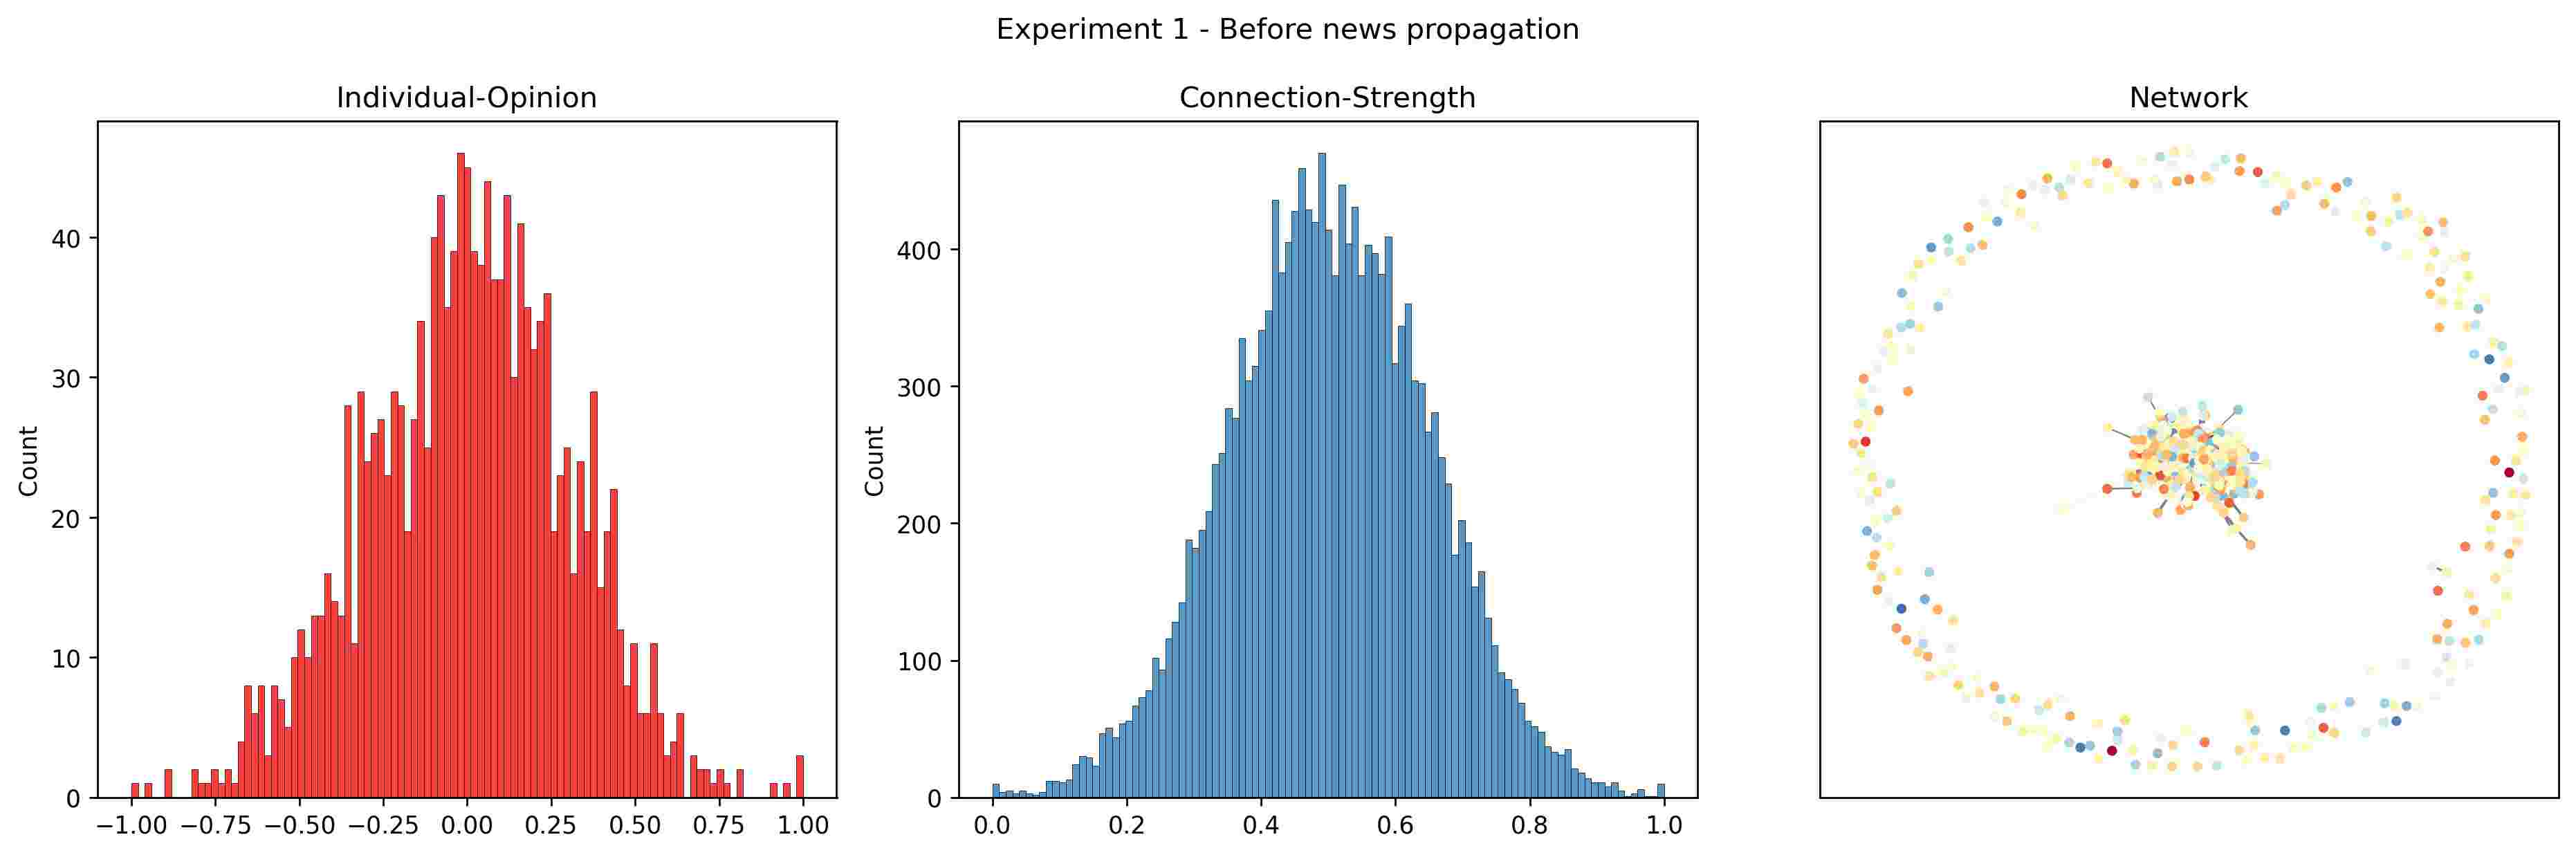 Experiment 1 - Before news propagation
Individual-Opinion
Count
40
30
20
10
0
−1.00 −0.75 −0.50 −0.25 0.00 0.25 0.50 0.75 1.00
Connection-Strength
Count
400
300
200
100
0
0.0 0.2 0.4 0.6 0.8 1.0
Network